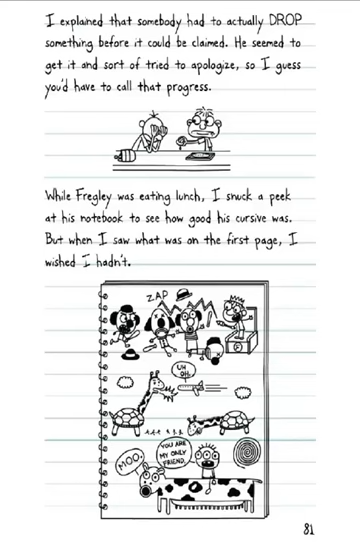 I explained that somebody had to actually DROP
something before it could be claimed. He seemed to
get it and sort of tried to apologize, so I guess
you'd have to call that progress.
While Fregley was eating lunch, I snuck a peek
at his notebook to see how good his cursive was.
But when I saw what was on the first page, I
wished I hadn't.
ZAP
UH
OH.
YOU ARE
MY ONLY
FRIEND.
MOO.
81